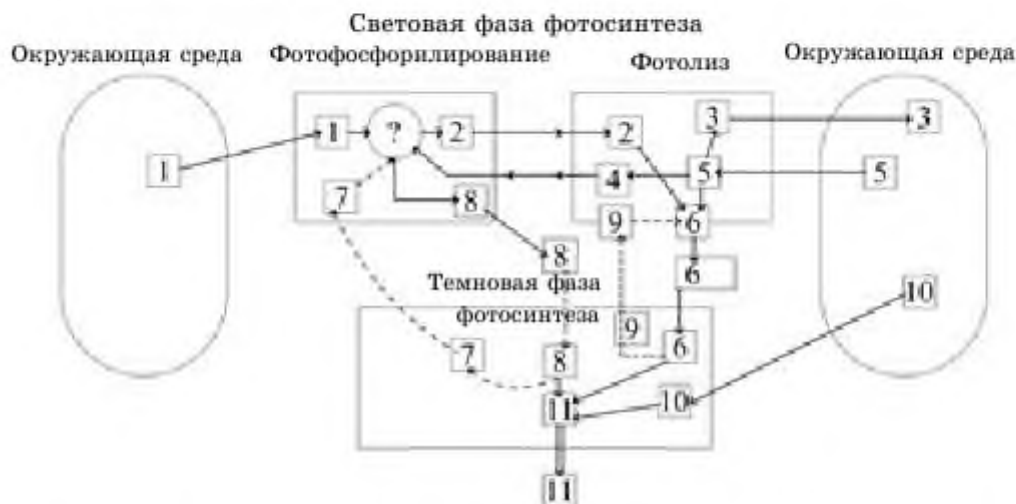 Световая фаза фотосинтеза
Окружающая среда Фотофосфорилирование Фотолиз Окружающая среда
1 1 ? 2 2 3 3
7 8 4 5 5
9 6
8 6
Темновая фаза
фотосинтеза
10
9
7 8 6
11 10
11